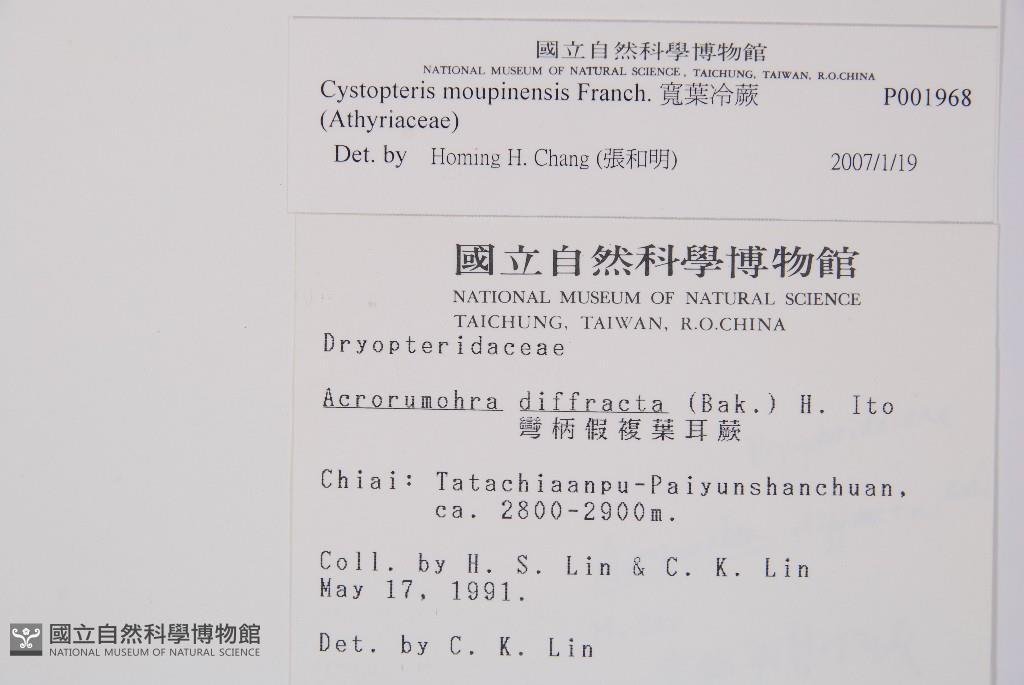 國立自然科學博物館
NATIONAL MUSEUM OF NATURAL SCIENCE, TAICHUNG, TAIWAN, R.O.CHINA
Cystopteris moupinensis Franch. 寬葉冷蕨 P001968
(Athyriaceae)
Det. by Homing H. Chang (張和明) 2007/1/19
國立自然科學博物館
NATIONAL MUSEUM OF NATURAL SCIENCE
TAICHUNG, TAIWAN, R.O.CHINA
Dryopteridaceae
Acrorumohra diffracta (Bak.) H. Ito
彎柄假複葉耳蕨
Chiai: Tatachiaanpu-Paiyunshanchuan,
ca. 2800-2900m.
Coll. by H. S. Lin & C. K. Lin
May 17, 1991.
Det. by C. K. Lin
國立自然科學博物館
NATIONAL MUSEUM OF NATURAL SCIENCE